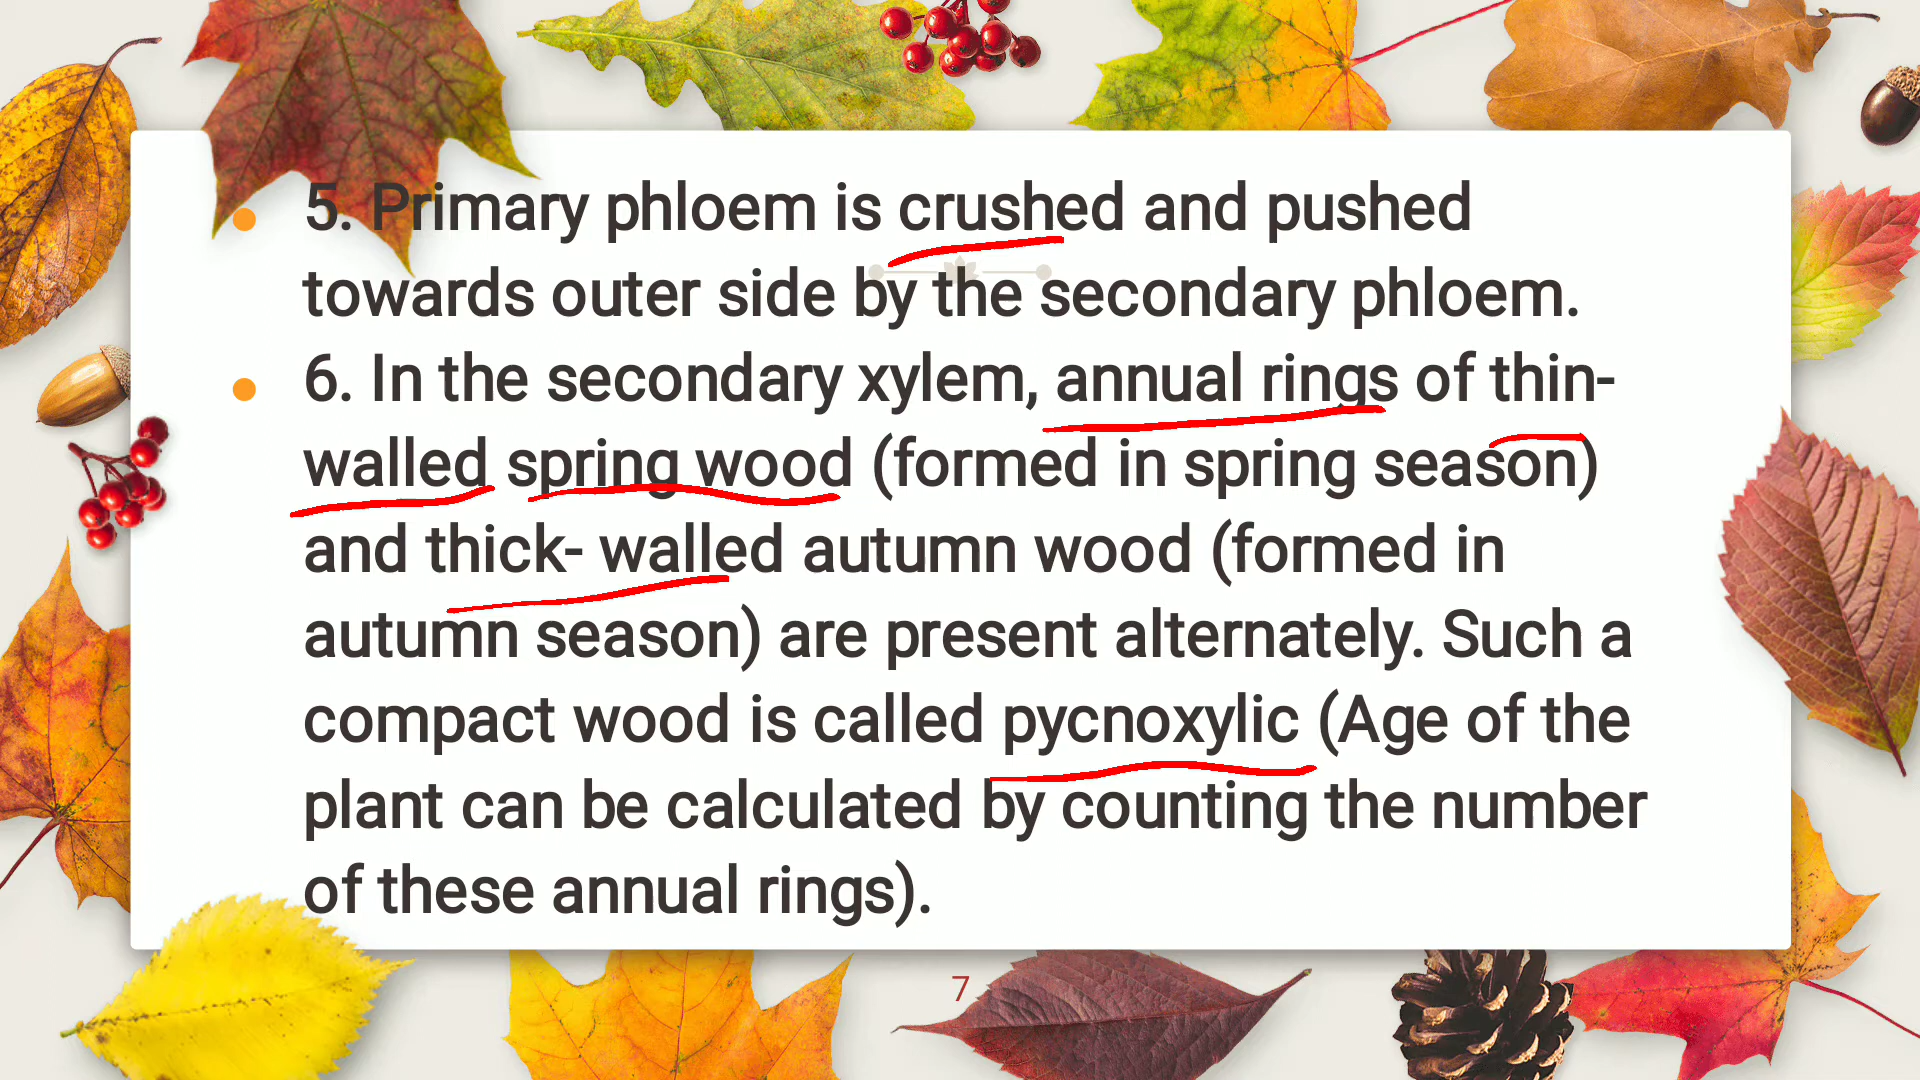 5. Primary phloem is crushed and pushed
towards outer side by the secondary phloem.
6. In the secondary xylem, annual rings of thin-
walled spring wood (formed in spring season)
and thick- walled autumn wood (formed in
autumn season) are present alternately. Such a
compact wood is called pycnoxylic (Age of the
plant can be calculated by counting the number
of these annual rings).
7